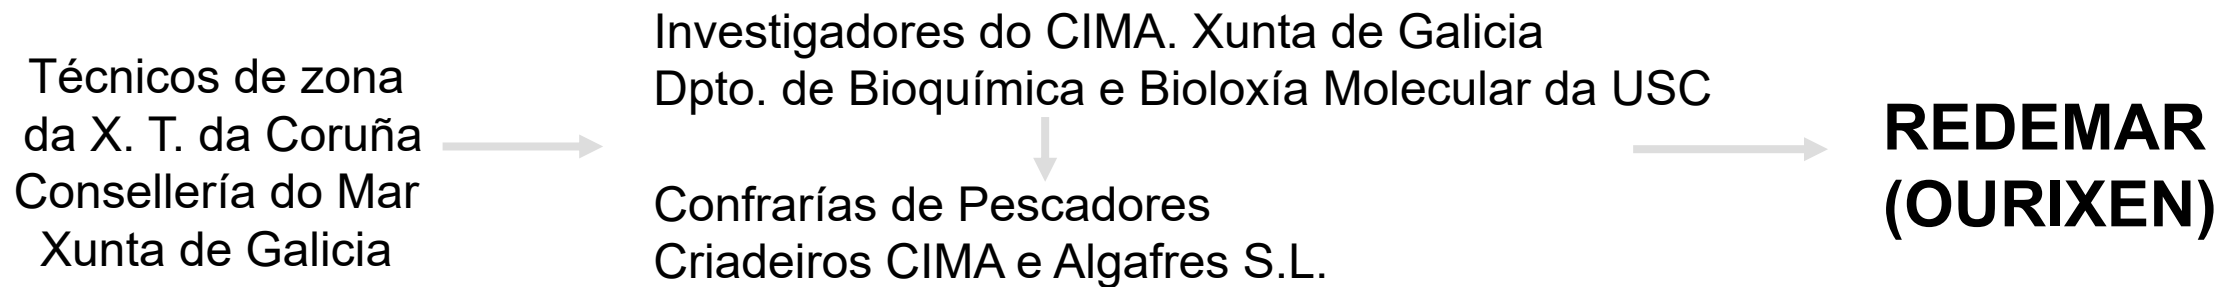 Técnicos de zona
da X. T. da Coruña
Consellería do Mar
Xunta de Galicia
Investigadores do CIMA. Xunta de Galicia
Dpto. de Bioquímica e Bioloxía Molecular da USC
Confrarías de Pescadores
Criadeiros CIMA e Algafres S.L.
REDEMAR
(OURIXEN)